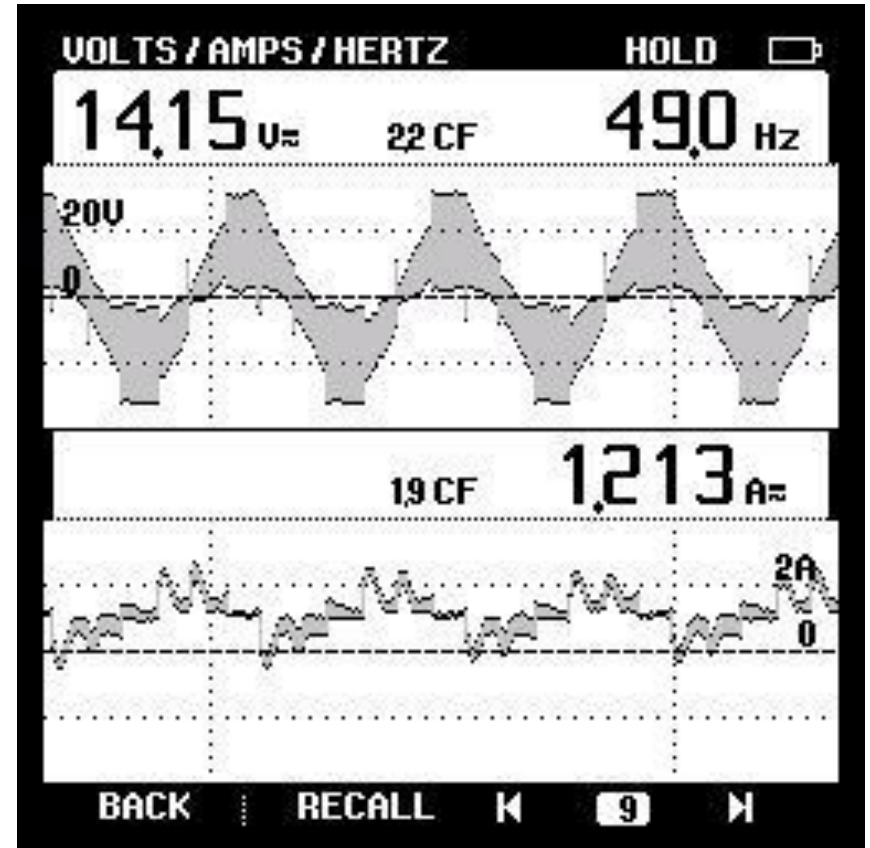 VOLTS/AMPS/HERTZ HOLD
14.15 V≂ 2,2 CF 49.0 Hz
20V
0
1,9 CF 1.213 A≂
2A
0
BACK RECALL 9